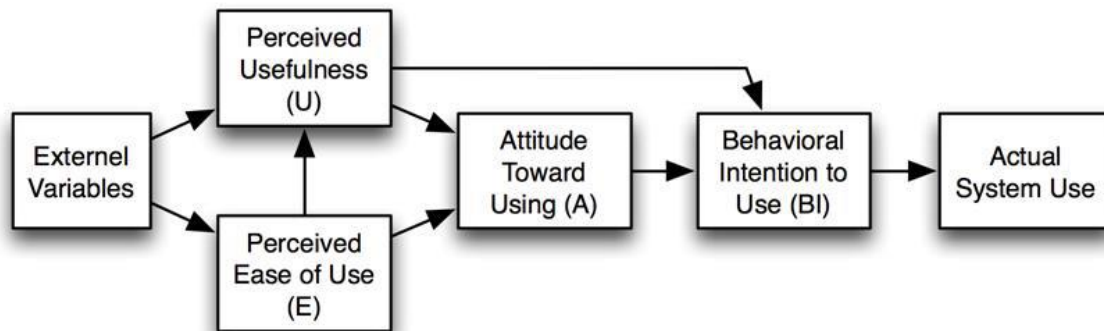 Perceived
Usefulness
(U)
Externel
Variables
Perceived
Ease of Use
(E)
Attitude
Toward
Using (A)
Behavioral
Intention to
Use (BI)
Actual
System Use